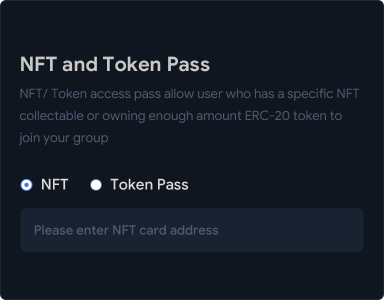 NFT and Token Pass
NFT/ Token access pass allow user who has a specific NFT
collectable or owning enough amount ERC-20 token to
join your group
NFT
Token Pass
Please enter NFT card address